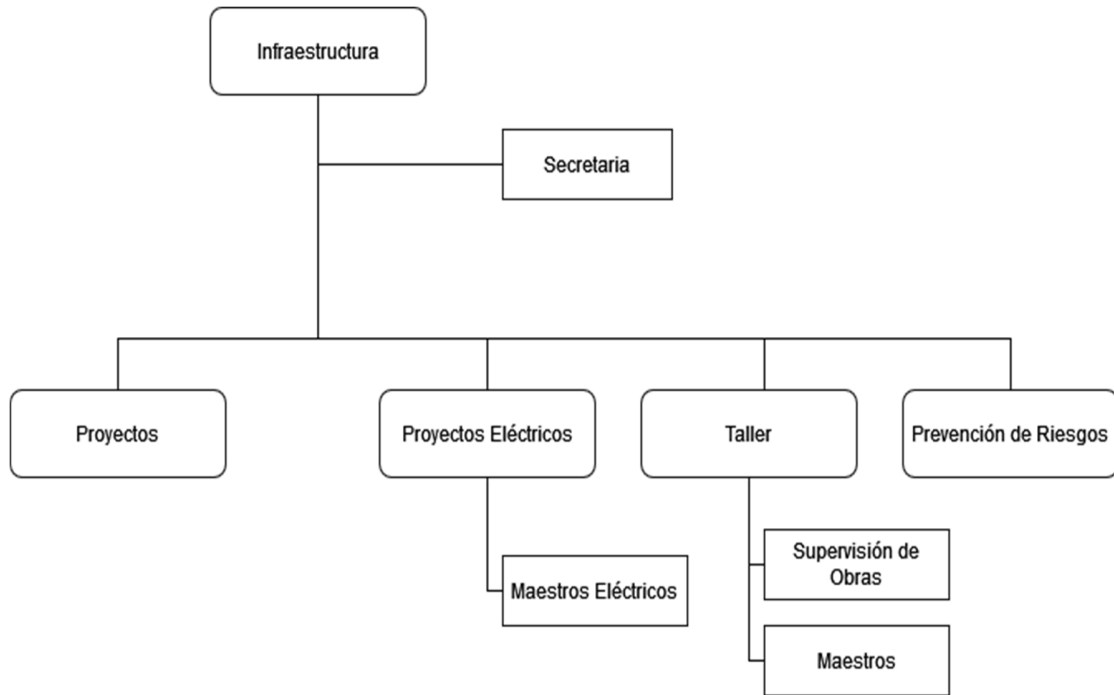 Infraestructura
Secretaria
Proyectos
Proyectos Eléctricos
Taller
Prevención de Riesgos
Maestros Eléctricos
Supervisión de
Obras
Maestros